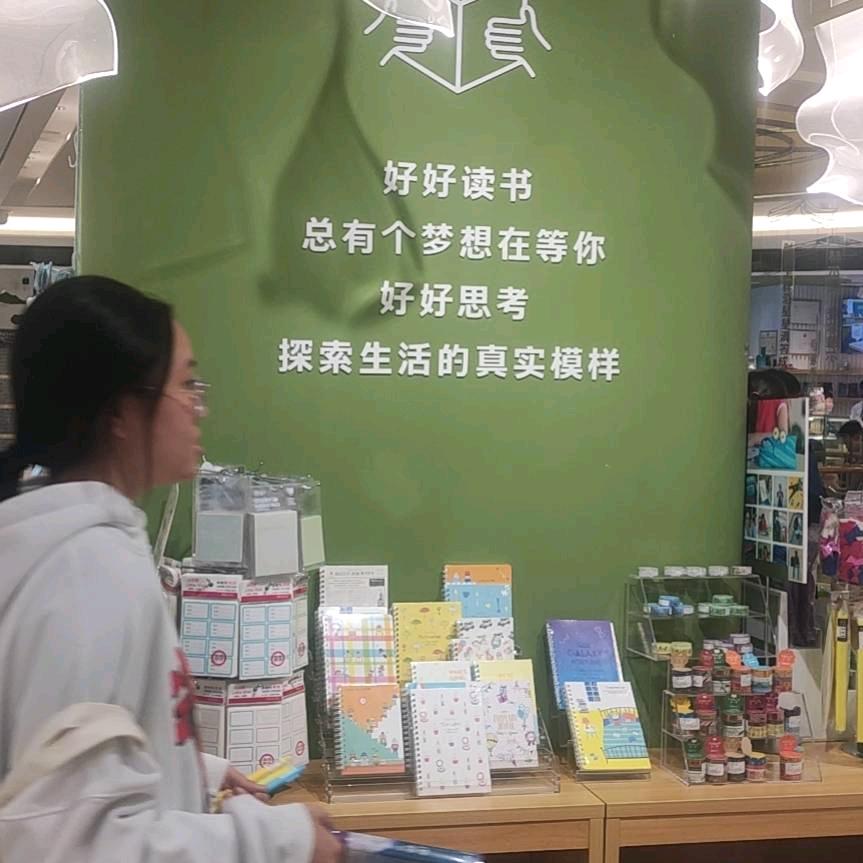 好好读书
总有个梦想在等你
好好思考
探索生活的真实模样
GALAXY